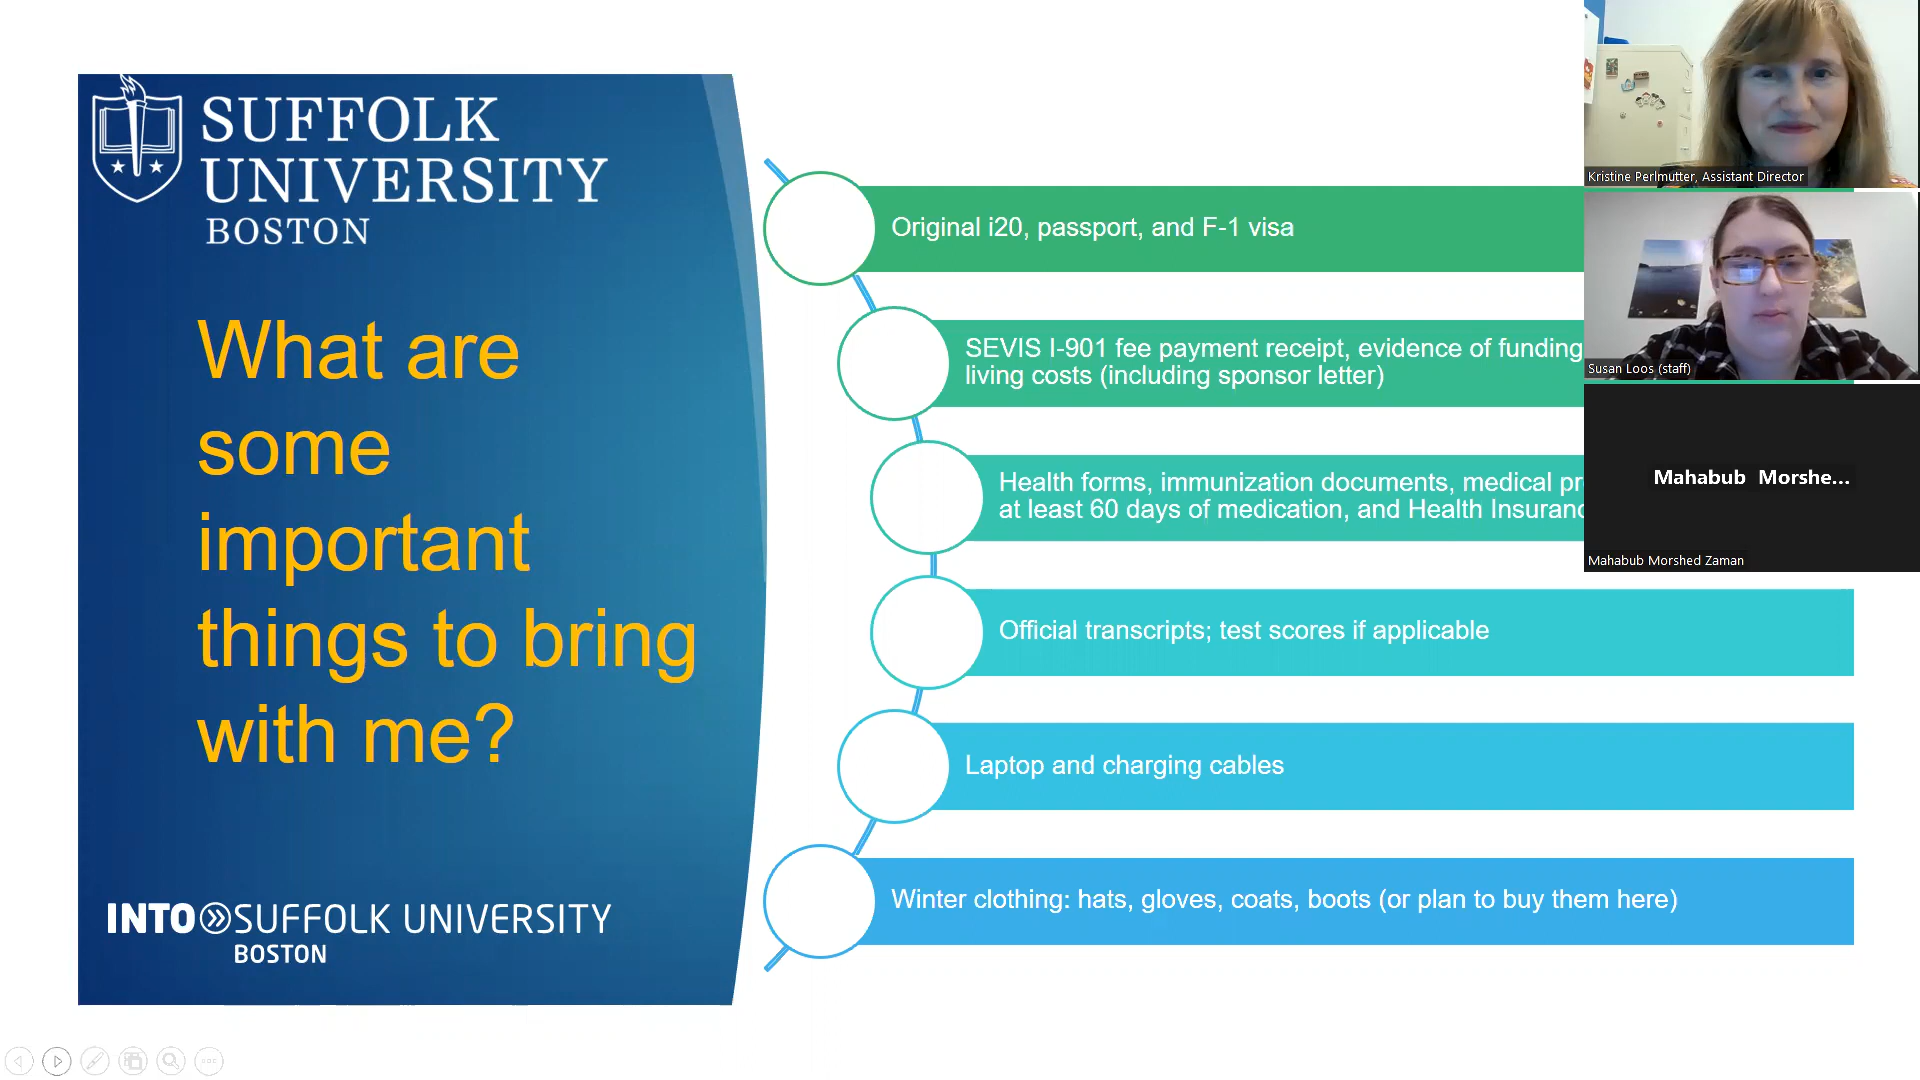 SUFFOLK
UNIVERSITY
BOSTON
What are
some
important
things to bring
with me?
INTO SUFFOLK UNIVERSITY
BOSTON
Original i20, passport, and F-1 visa
SEVIS I-901 fee payment receipt, evidence of funding
living costs (including sponsor letter)
Health forms, immunization documents, medical
at least 60 days of medication, and Health
Official transcripts; test scores if applicable
Laptop and charging cables
Winter clothing: hats, gloves, coats, boots (or plan to buy them here)
Kristine Perlmutter, Assistant Director
Susan Loos (staff)
Mahabub Morshe...
Mahabub Morshed Zaman